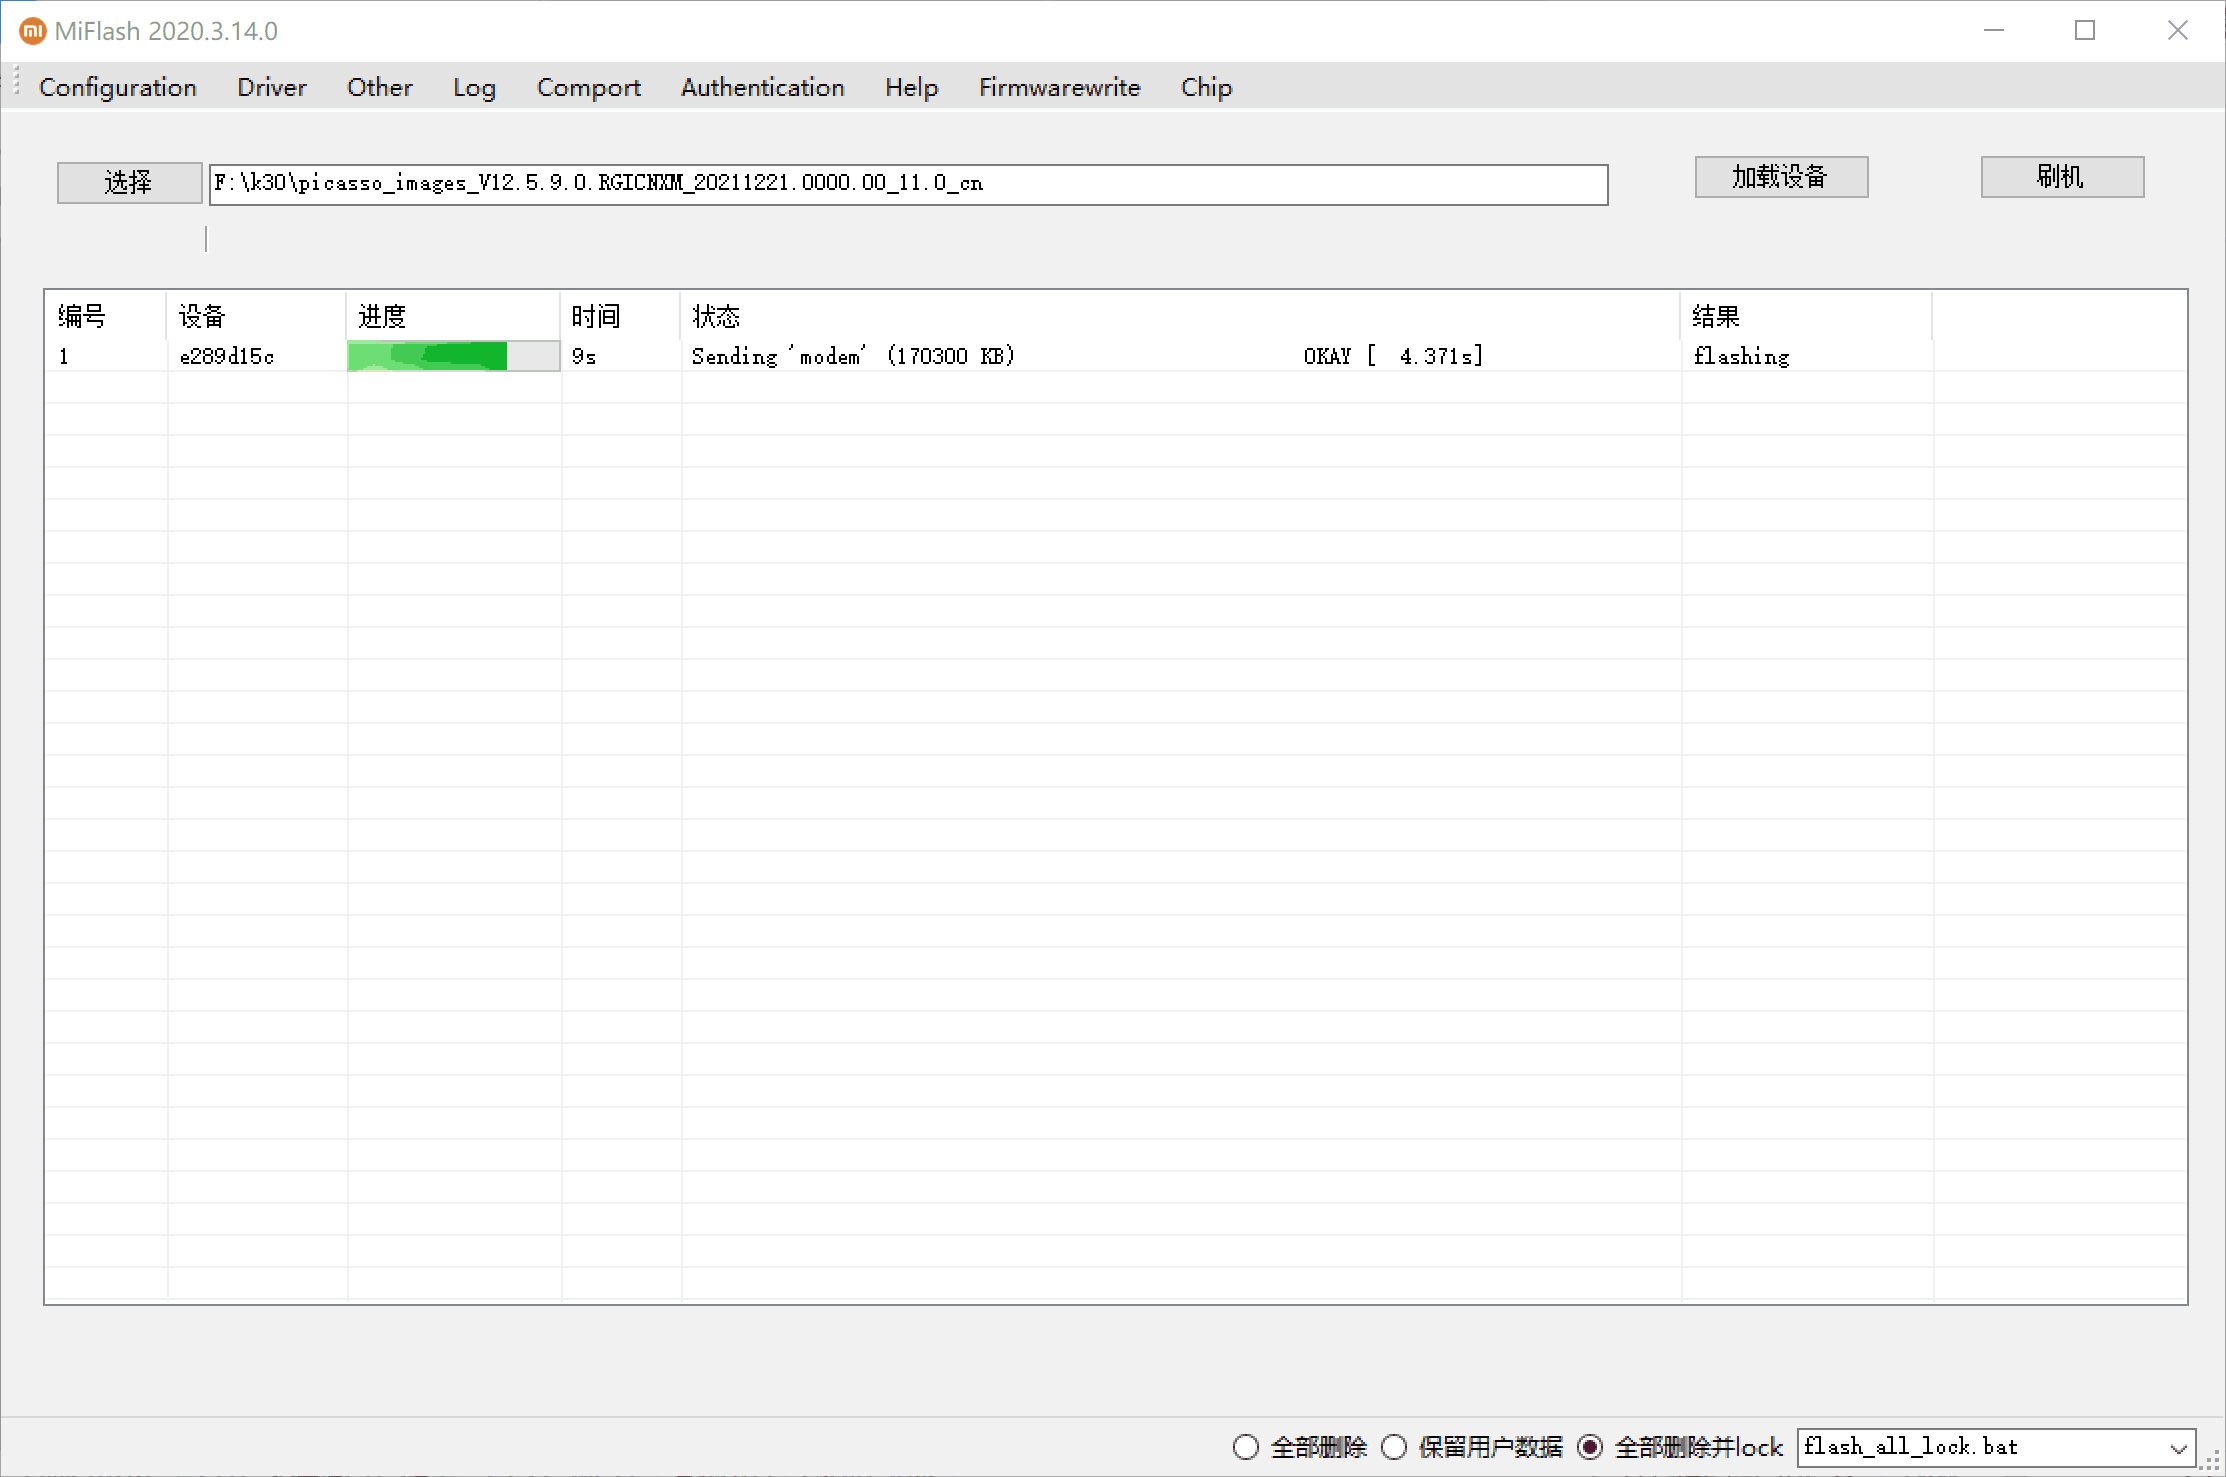 MiFlash 2020.3.14.0
Configuration Driver Other Log Comport Authentication Help Firmwarewrite Chip
选择 F:\k30\picasso_images_V12.5.9.0.RGICNXM_20211221.0000.00_11.0_cn 加载设备 刷机
编号 设备 进度 时间 状态 结果
1 e289d15c 9s Sending 'modem' (170300 KB) OKAY [ 4.371s] flashing
全部删除 保留用户数据 全部删除并lock flash_all_lock.bat